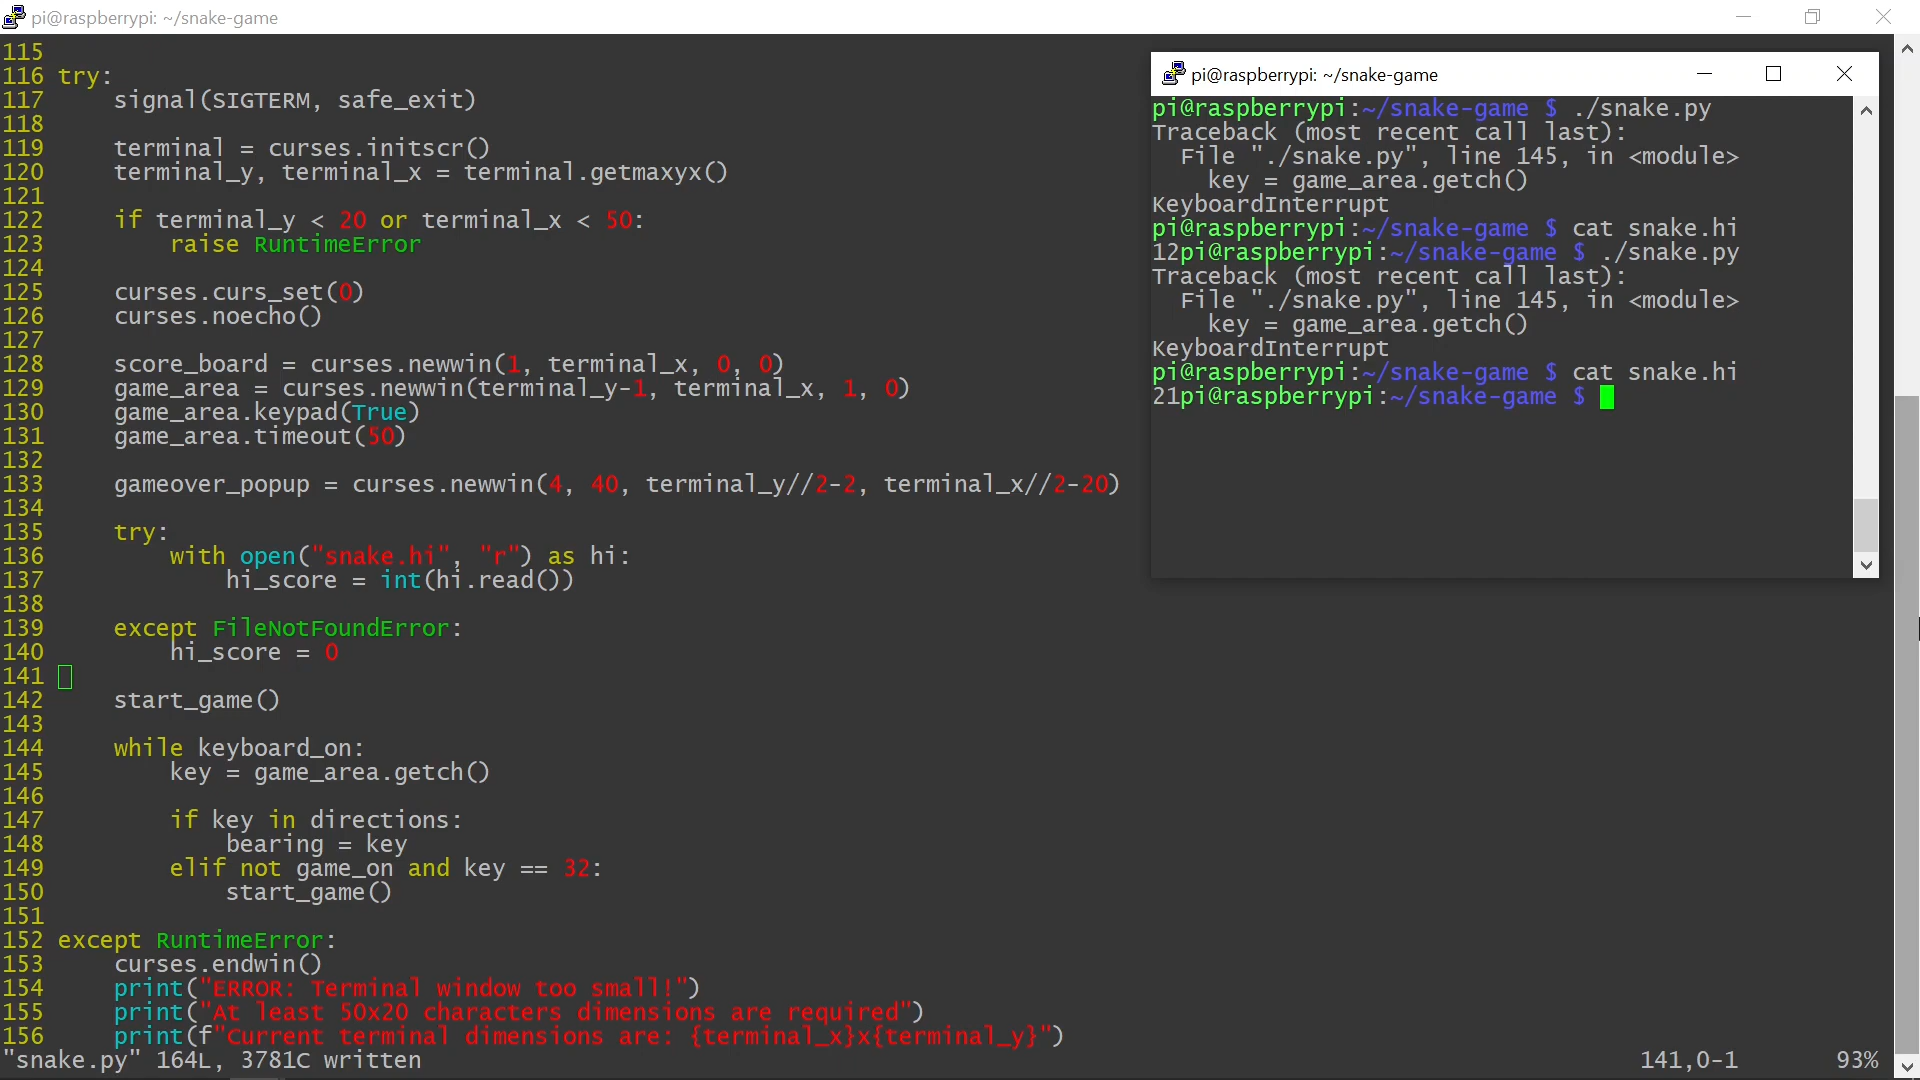 pi@raspberrypi: ~/snake-game
115
116 try:
117     signal(SIGTERM, safe_exit)
118
119     terminal = curses.initscr()
120     terminal_y, terminal_x = terminal.getmaxyx()
121
122     if terminal_y < 20 or terminal_x < 50:
123         raise RuntimeError
124
125     curses.curs_set(0)
126     curses.noecho()
127
128     score_board = curses.newwin(1, terminal_x, 0, 0)
129     game_area = curses.newwin(terminal_y-1, terminal_x, 1, 0)
130     game_area.keypad(True)
131     game_area.timeout(50)
132
133     gameover_popup = curses.newwin(4, 40, terminal_y//2-2, terminal_x//2-20)
134
135     try:
136         with open("snake.hi", "r") as hi:
137             hi_score = int(hi.read())
138
139     except FileNotFoundError:
140         hi_score = 0
141
142     start_game()
143
144     while keyboard_on:
145         key = game_area.getch()
146
147         if key in directions:
148             bearing = key
149         elif not game_on and key == 32:
150             start_game()
151
152 except RuntimeError:
153     curses.endwin()
154     print("ERROR: Terminal window too small!")
155     print("At least 50x20 characters dimensions are required")
156     print(f"Current terminal dimensions are: {terminal_x}x{terminal_y}")
"snake.py" 164L, 3781C written 141,0-1 93%
pi@raspberrypi: ~/snake-game
pi@raspberrypi:~/snake-game $ ./snake.py
Traceback (most recent call last):
  File "./snake.py", line 145, in <module>
    key = game_area.getch()
KeyboardInterrupt
pi@raspberrypi:~/snake-game $ cat snake.hi
12pi@raspberrypi:~/snake-game $ ./snake.py
Traceback (most recent call last):
  File "./snake.py", line 145, in <module>
    key = game_area.getch()
KeyboardInterrupt
pi@raspberrypi:~/snake-game $ cat snake.hi
21pi@raspberrypi:~/snake-game $